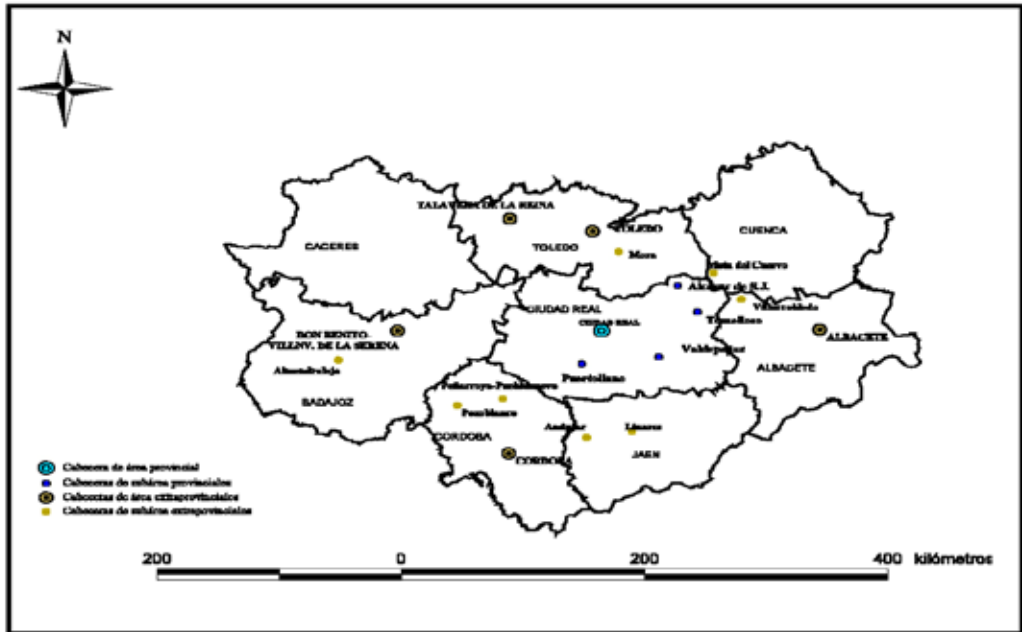 N
TALAVERA DE LA REINA
TOLEDO
TOLEDO
Mora
CUENCA
CACERES
Mota del Cuervo
Alcázar de S.J.
Villarrobledo
CIUDAD REAL
CIUDAD REAL
Tomelloso
DON BENITO-
VILLNV. DE LA SERENA
ALBACETE
Valdepeñas
Almendralejo
Puertollano
ALBACETE
BADAJOZ
Peñarroya-Pueblonuevo
Pozoblanco
Andujar
Linares
CORDOBA
CORDOBA
JAEN
Cabecera de área provincial
Cabeceras de subárea provinciales
Cabeceras de área extraprovinciales
Cabeceras de subárea extraprovinciales
200 0 200 400 kilómetros